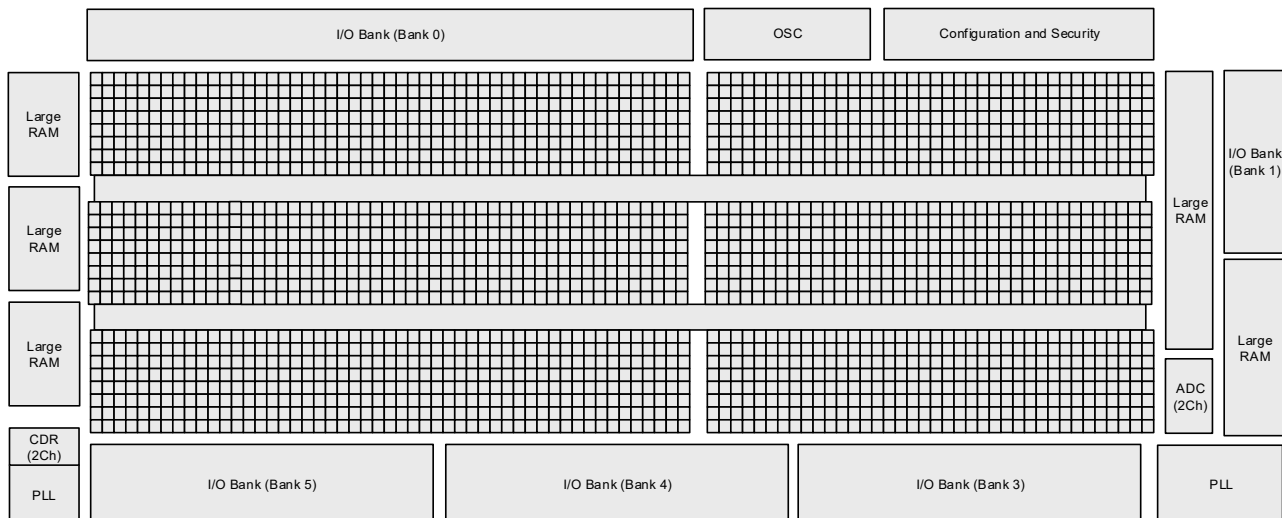 I/O Bank (Bank 0)
OSC
Configuration and Security
Large
RAM
I/O Bank
(Bank 1)
Large
RAM
Large
RAM
Large
RAM
Large
RAM
ADC
(2Ch)
CDR
(2Ch)
PLL
I/O Bank (Bank 5)
I/O Bank (Bank 4)
I/O Bank (Bank 3)
PLL